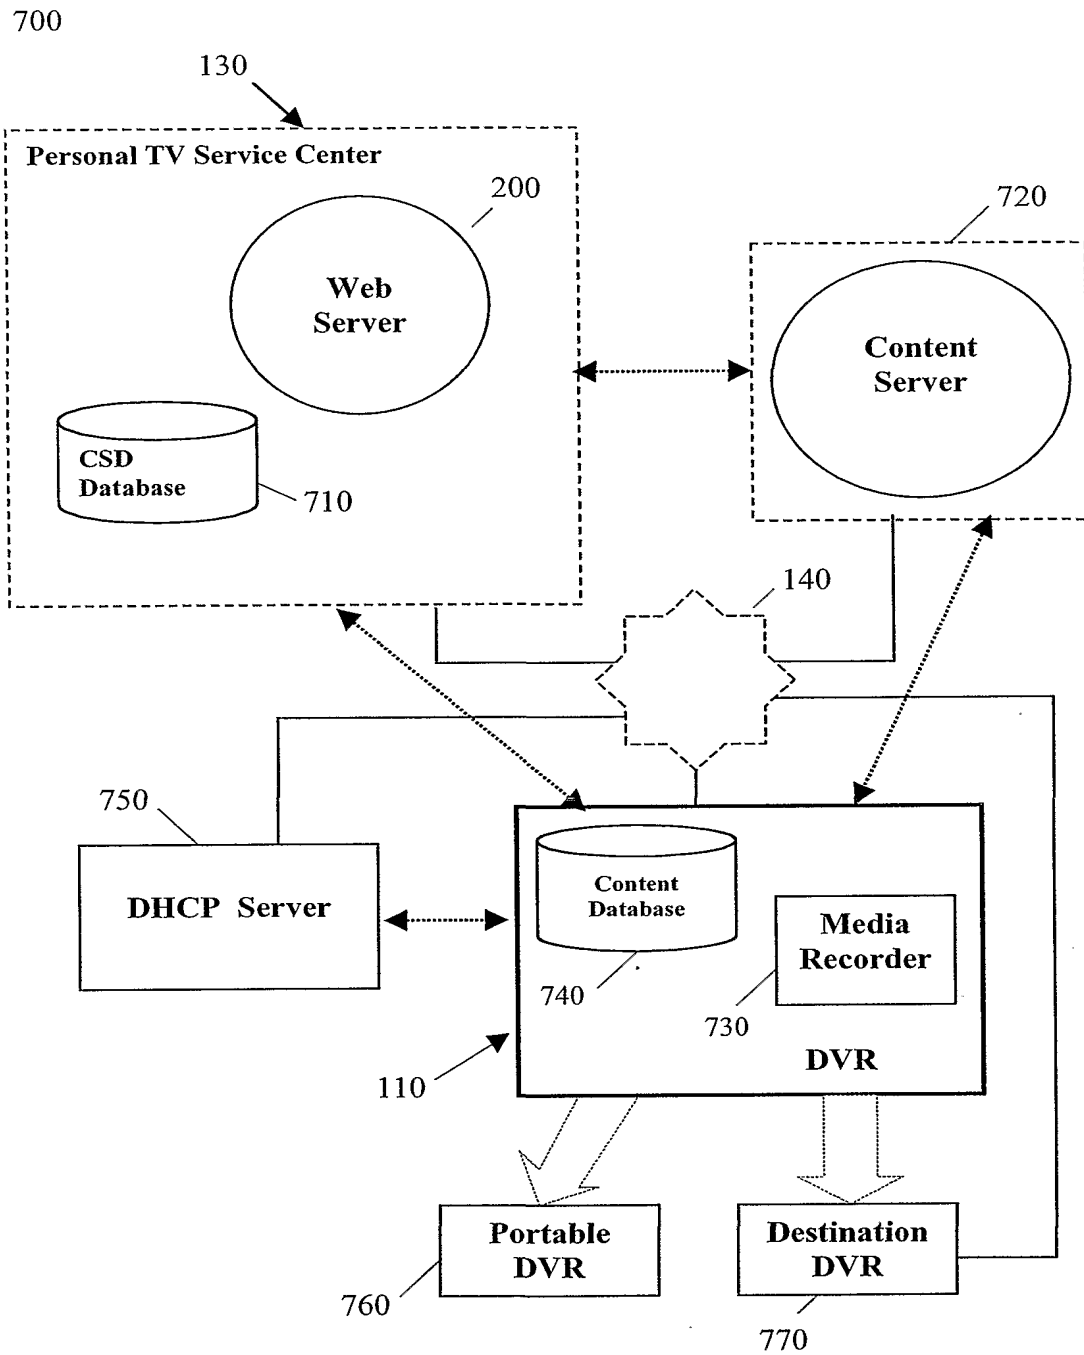 700
130
Personal TV Service Center
200
Web
Server
CSD
Database
710
720
Content
Server
140
750
DHCP Server
Content
Database
740
Media
Recorder
730
DVR
110
Portable
DVR
760
Destination
DVR
770